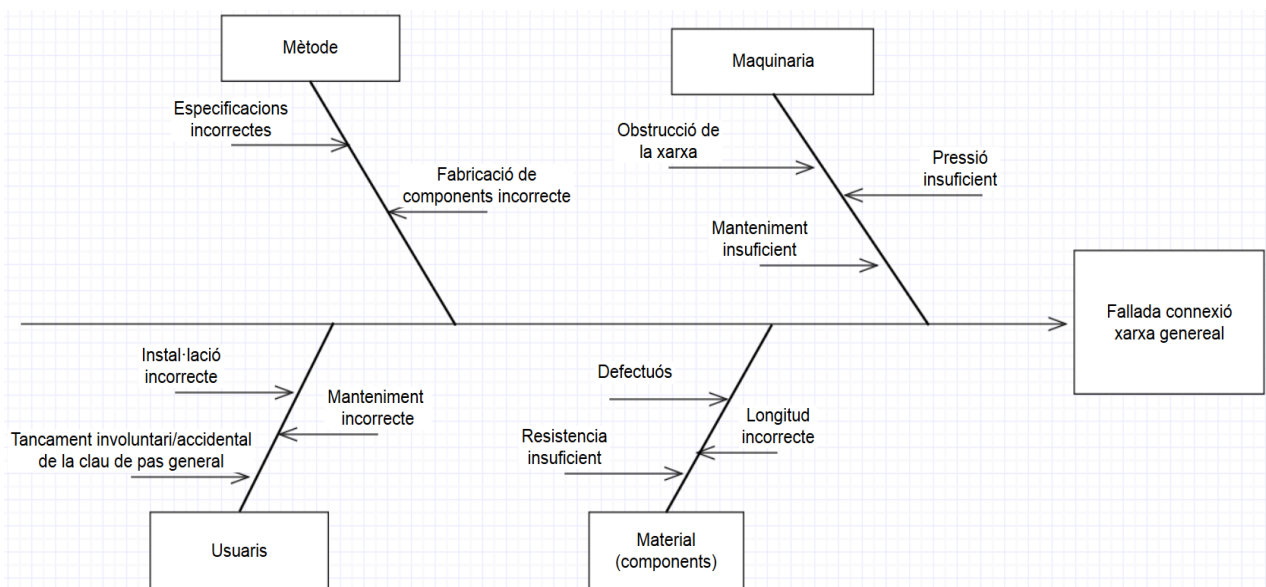 Mètode
Maquinaria
Especificacions
incorrectes
Fabricació de
components incorrecte
Obstrucció de
la xarxa
Pressió
insuficient
Manteniment
insuficient
Fallada connexió
xarxa genereal
Instal·lació
incorrecte
Manteniment
incorrecte
Tancament involuntari/accidental
de la clau de pas general
Defectuós
Longitud
incorrecte
Resistencia
insuficient
Usuaris
Material
(components)